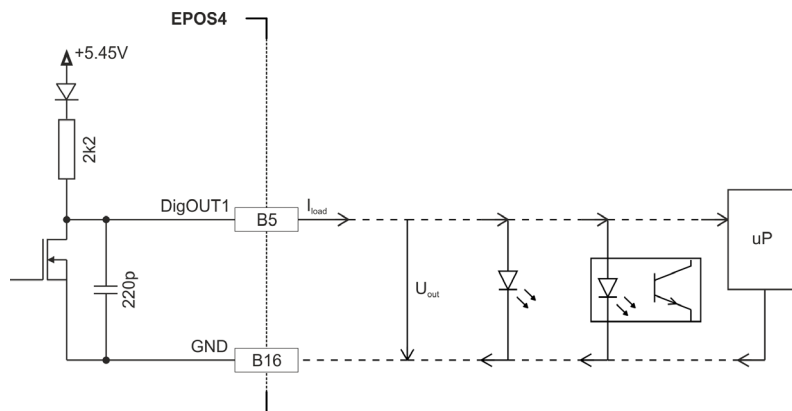 EPOS4
+5.45V
2k2
DigOUT1
B5
Iload
uP
220p
Uout
GND
B16